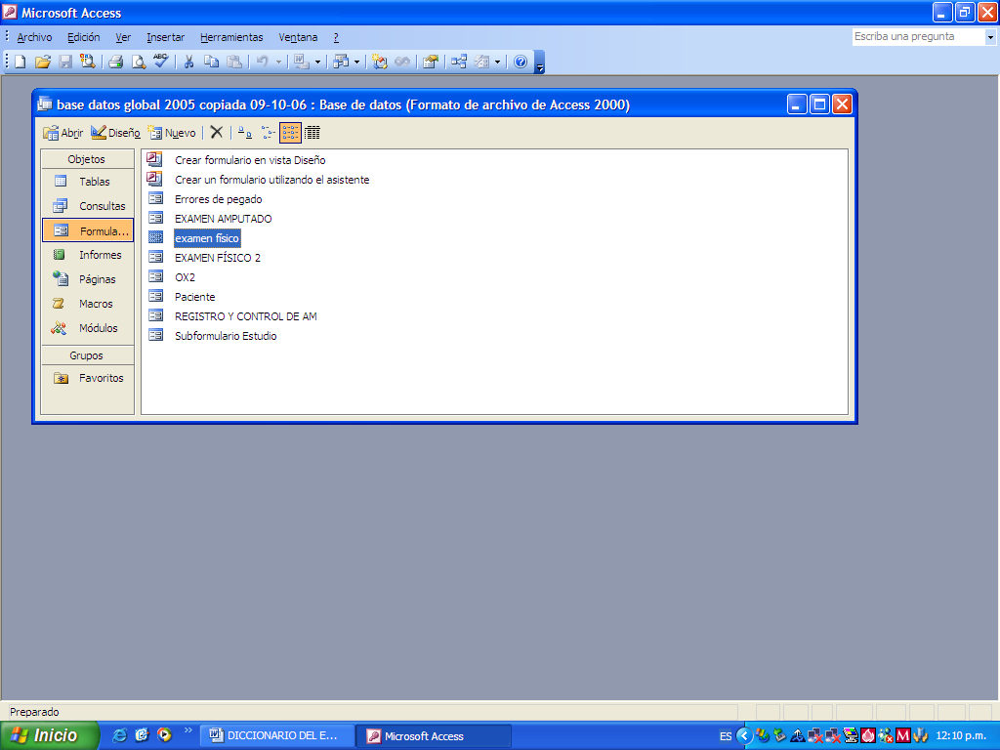 Microsoft Access
Archivo Edición Ver Insertar Herramientas Ventana ?
Escriba una pregunta
base datos global 2005 copiada 09-10-06 : Base de datos (Formato de archivo de Access 2000)
Abrir Diseño Nuevo
Objetos
Tablas
Consultas
Formula...
Informes
Páginas
Macros
Módulos
Grupos
Favoritos
Crear formulario en vista Diseño
Crear un formulario utilizando el asistente
Errores de pegado
EXAMEN AMPUTADO
examen físico
EXAMEN FÍSICO 2
OX2
Paciente
REGISTRO Y CONTROL DE AM
Subformulario Estudio
Preparado
Inicio
DICCIONARIO DEL E...
Microsoft Access
ES
12:10 p.m.